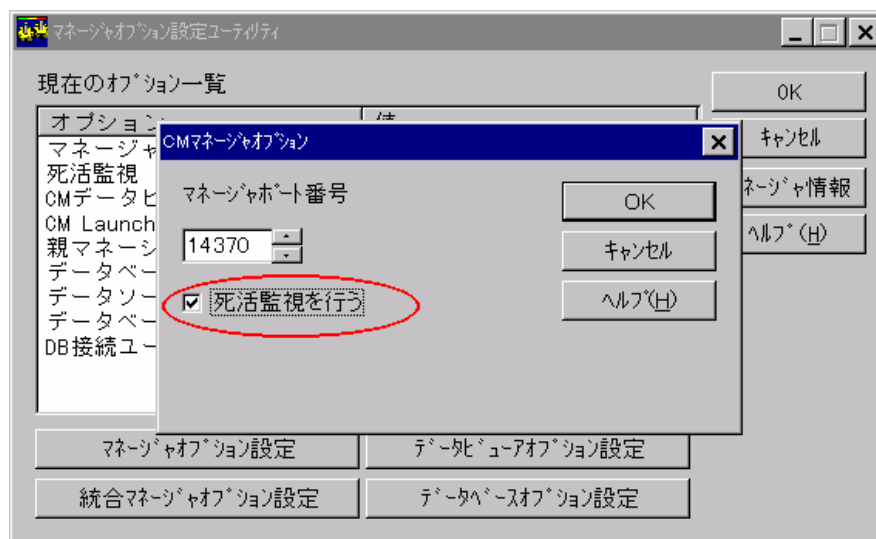 マネージャオプション設定ユーティリティ
現在のオプション一覧
オプション 値
マネージャ
死活監視
CMデータビ
CM Launch
親マネーシ
データベー
データソー
データベー
DB接続ユー
OK
キャンセル
ネージャ情報
ヘルプ(H)
CMマネージャオプション
マネージャポート番号
14370
死活監視を行う
OK
キャンセル
ヘルプ(H)
マネージャオプション設定
データビューアオプション設定
統合マネージャオプション設定
データベースオプション設定